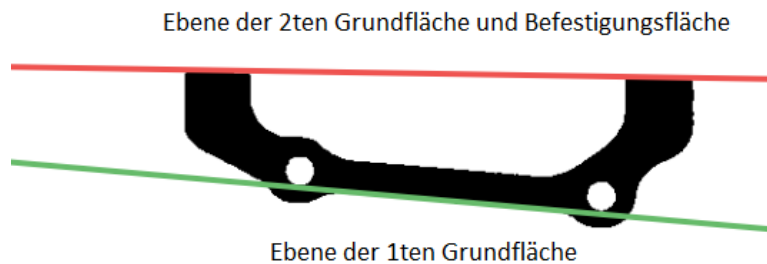 Ebene der 2ten Grundfläche und Befestigungsfläche
Ebene der 1ten Grundfläche